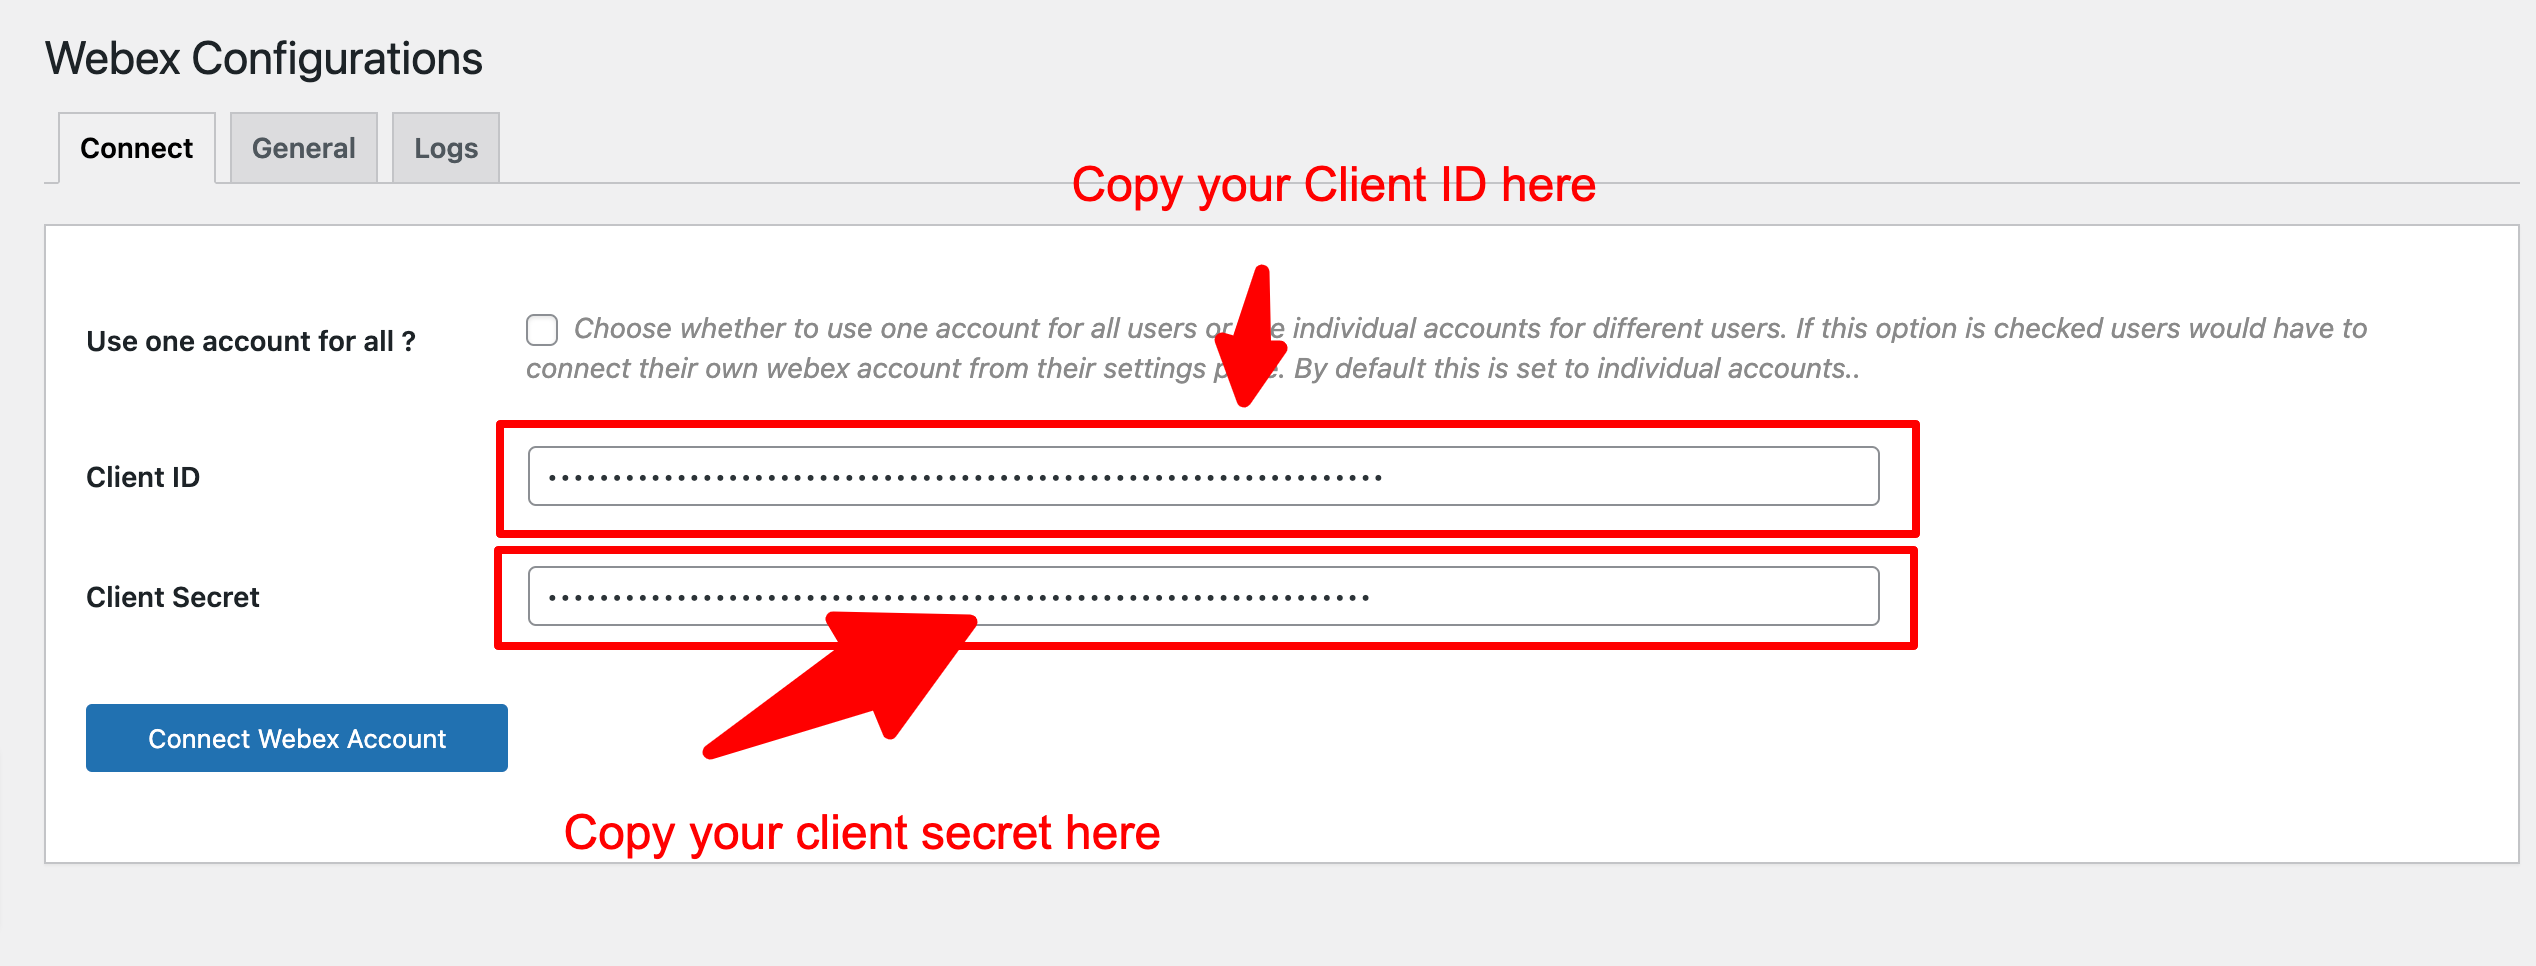 Webex Configurations
Connect General Logs
Copy your Client ID here
Use one account for all ?
Choose whether to use one account for all users or individual accounts for different users. If this option is checked users would have to
connect their own webex account from their settings By default this is set to individual accounts..
Client ID
Client Secret
Connect Webex Account
Copy your client secret here